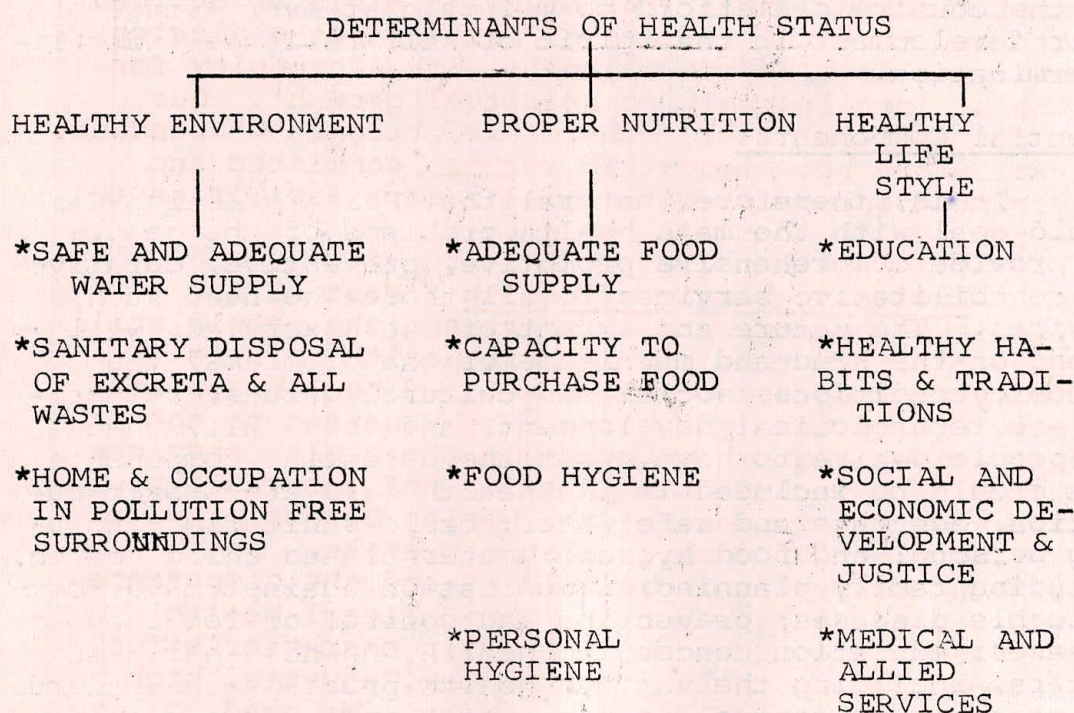 DETERMINANTS OF HEALTH STATUS
HEALTHY ENVIRONMENT
*SAFE AND ADEQUATE
WATER SUPPLY
*SANITARY DISPOSAL
OF EXCRETA & ALL
WASTES
*HOME & OCCUPATION
IN POLLUTION FREE
SURROUNDINGS
PROPER NUTRITION
*ADEQUATE FOOD
SUPPLY
*CAPACITY TO
PURCHASE FOOD
*FOOD HYGIENE
*PERSONAL
HYGIENE
HEALTHY
LIFE
STYLE
*EDUCATION
*HEALTHY HA-
BITS & TRADI-
TIONS
*SOCIAL AND
ECONOMIC DE-
VELOPMENT &
JUSTICE
*MEDICAL AND
ALLIED
SERVICES